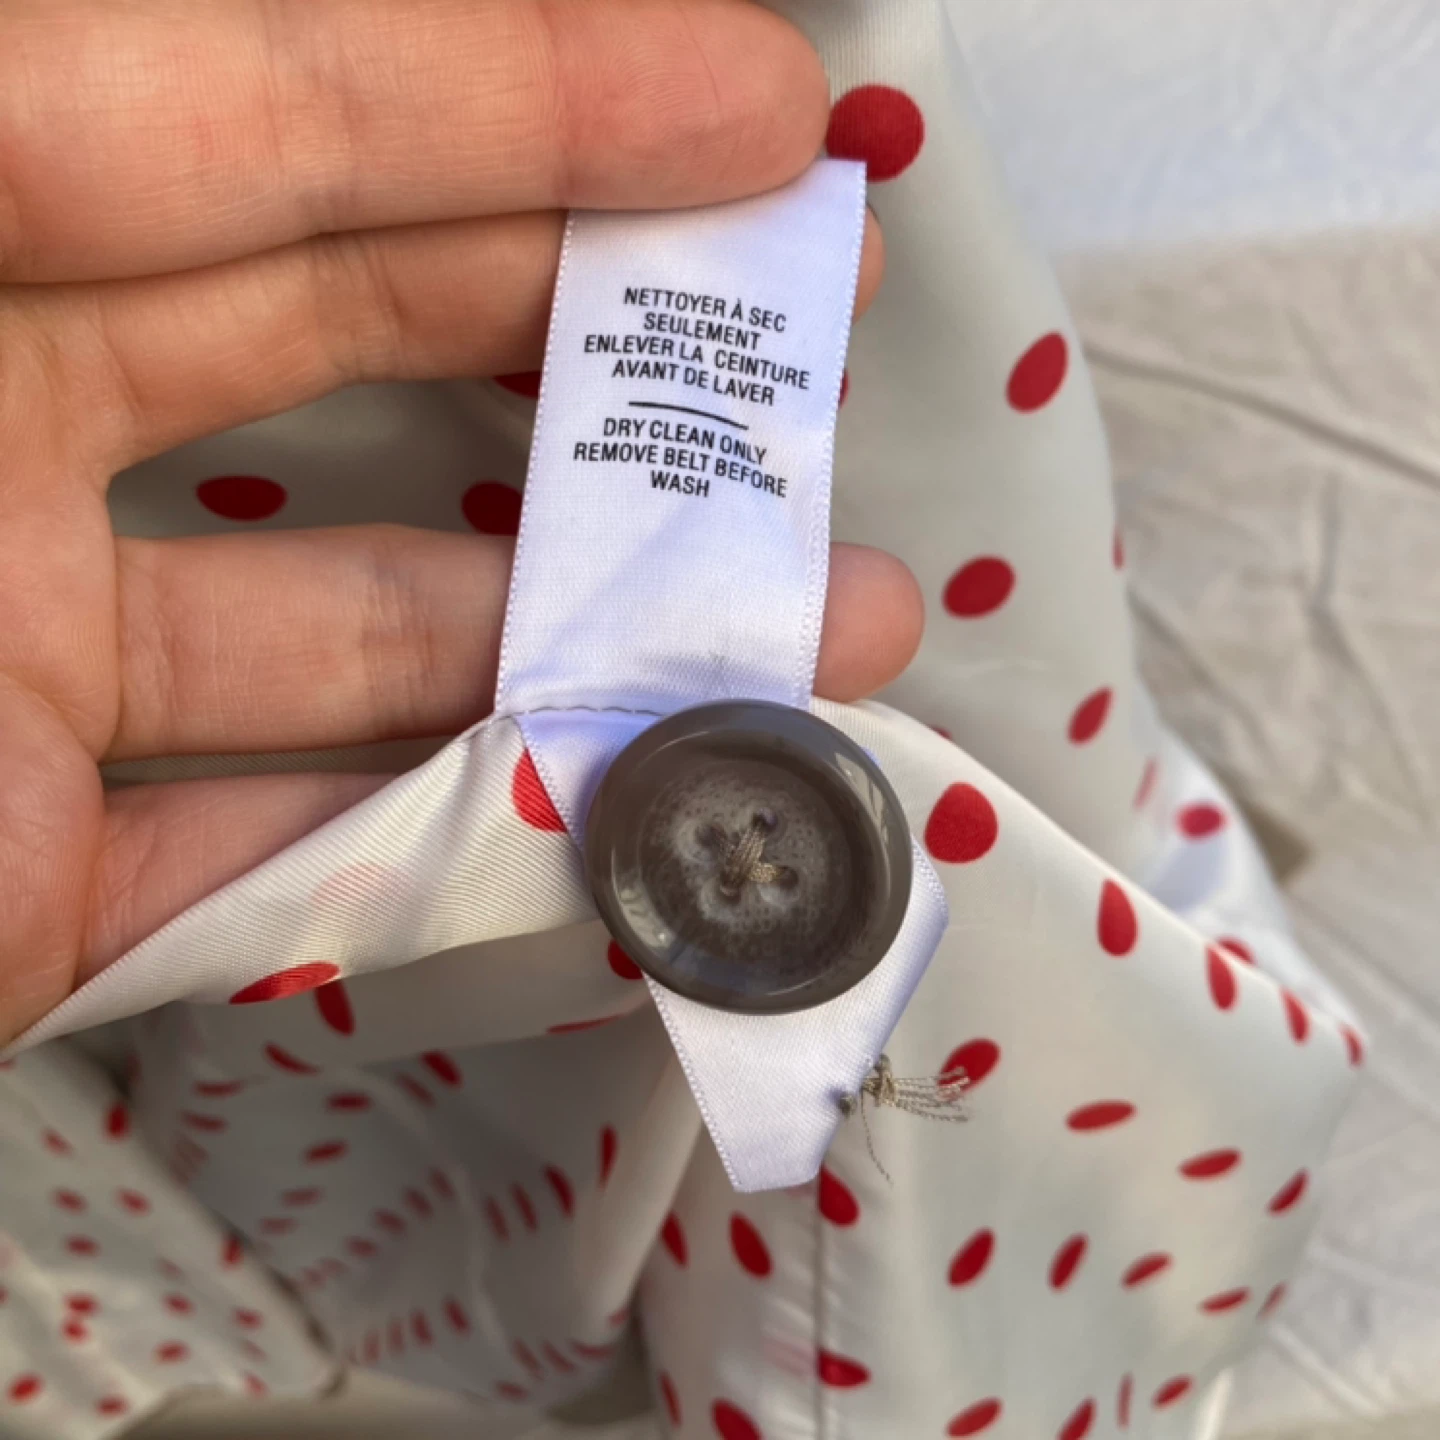 NETTOYER À SEC
SEULEMENT
ENLEVER LA CEINTURE
AVANT DE LAVER
DRY CLEAN ONLY
REMOVE BELT BEFORE
WASH